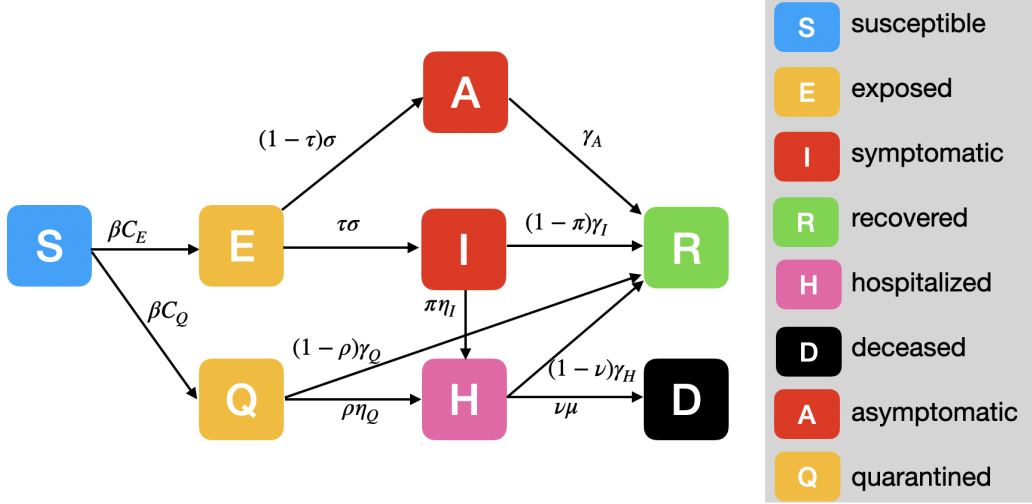 A
(1 - τ)σ
γ_A
S
βC_E
E
τσ
I
(1 - π)γ_I
R
βC_Q
πη_I
(1 - ρ)γ_Q
Q
ρη_Q
H
(1 - ν)γ_H
νμ
D
S susceptible
E exposed
I symptomatic
R recovered
H hospitalized
D deceased
A asymptomatic
Q quarantined